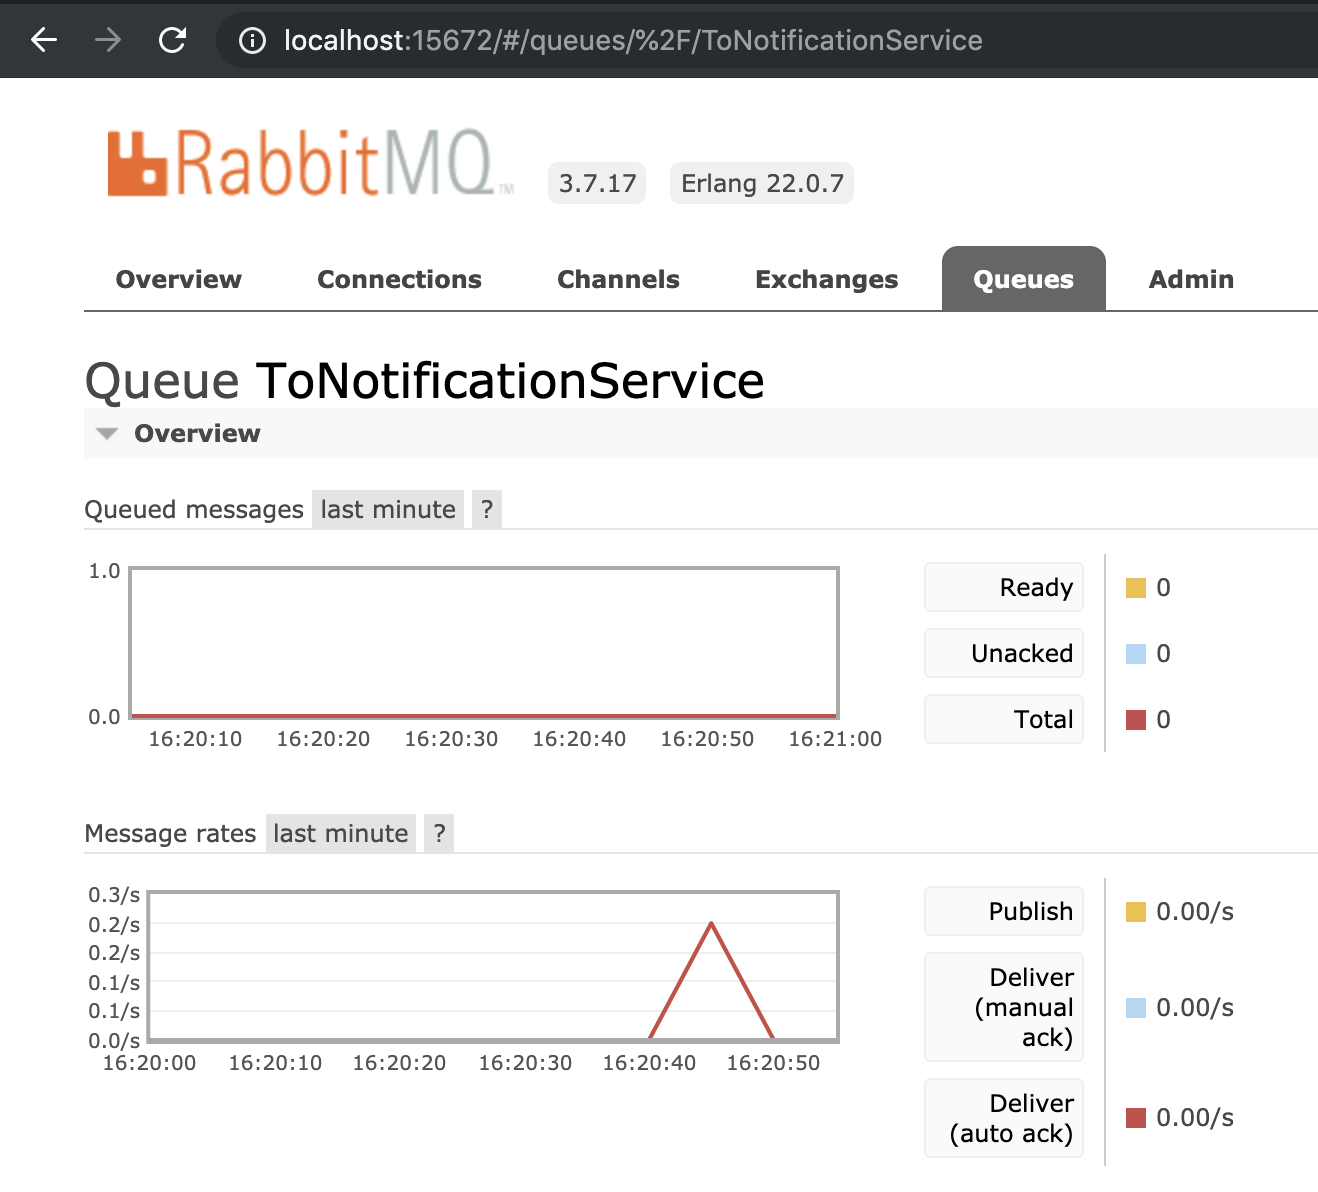 localhost:15672/#/queues/%2F/ToNotificationService
RabbitMQ™ 3.7.17 Erlang 22.0.7
Overview Connections Channels Exchanges Queues Admin
Queue ToNotificationService
Overview
Queued messages last minute ?
1.0
0.0
16:20:10 16:20:20 16:20:30 16:20:40 16:20:50 16:21:00
Ready 0
Unacked 0
Total 0
Message rates last minute ?
0.3/s
0.2/s
0.2/s
0.1/s
0.1/s
0.0/s
16:20:00 16:20:10 16:20:20 16:20:30 16:20:40 16:20:50
Publish 0.00/s
Deliver
(manual 0.00/s
ack)
Deliver
(auto ack) 0.00/s